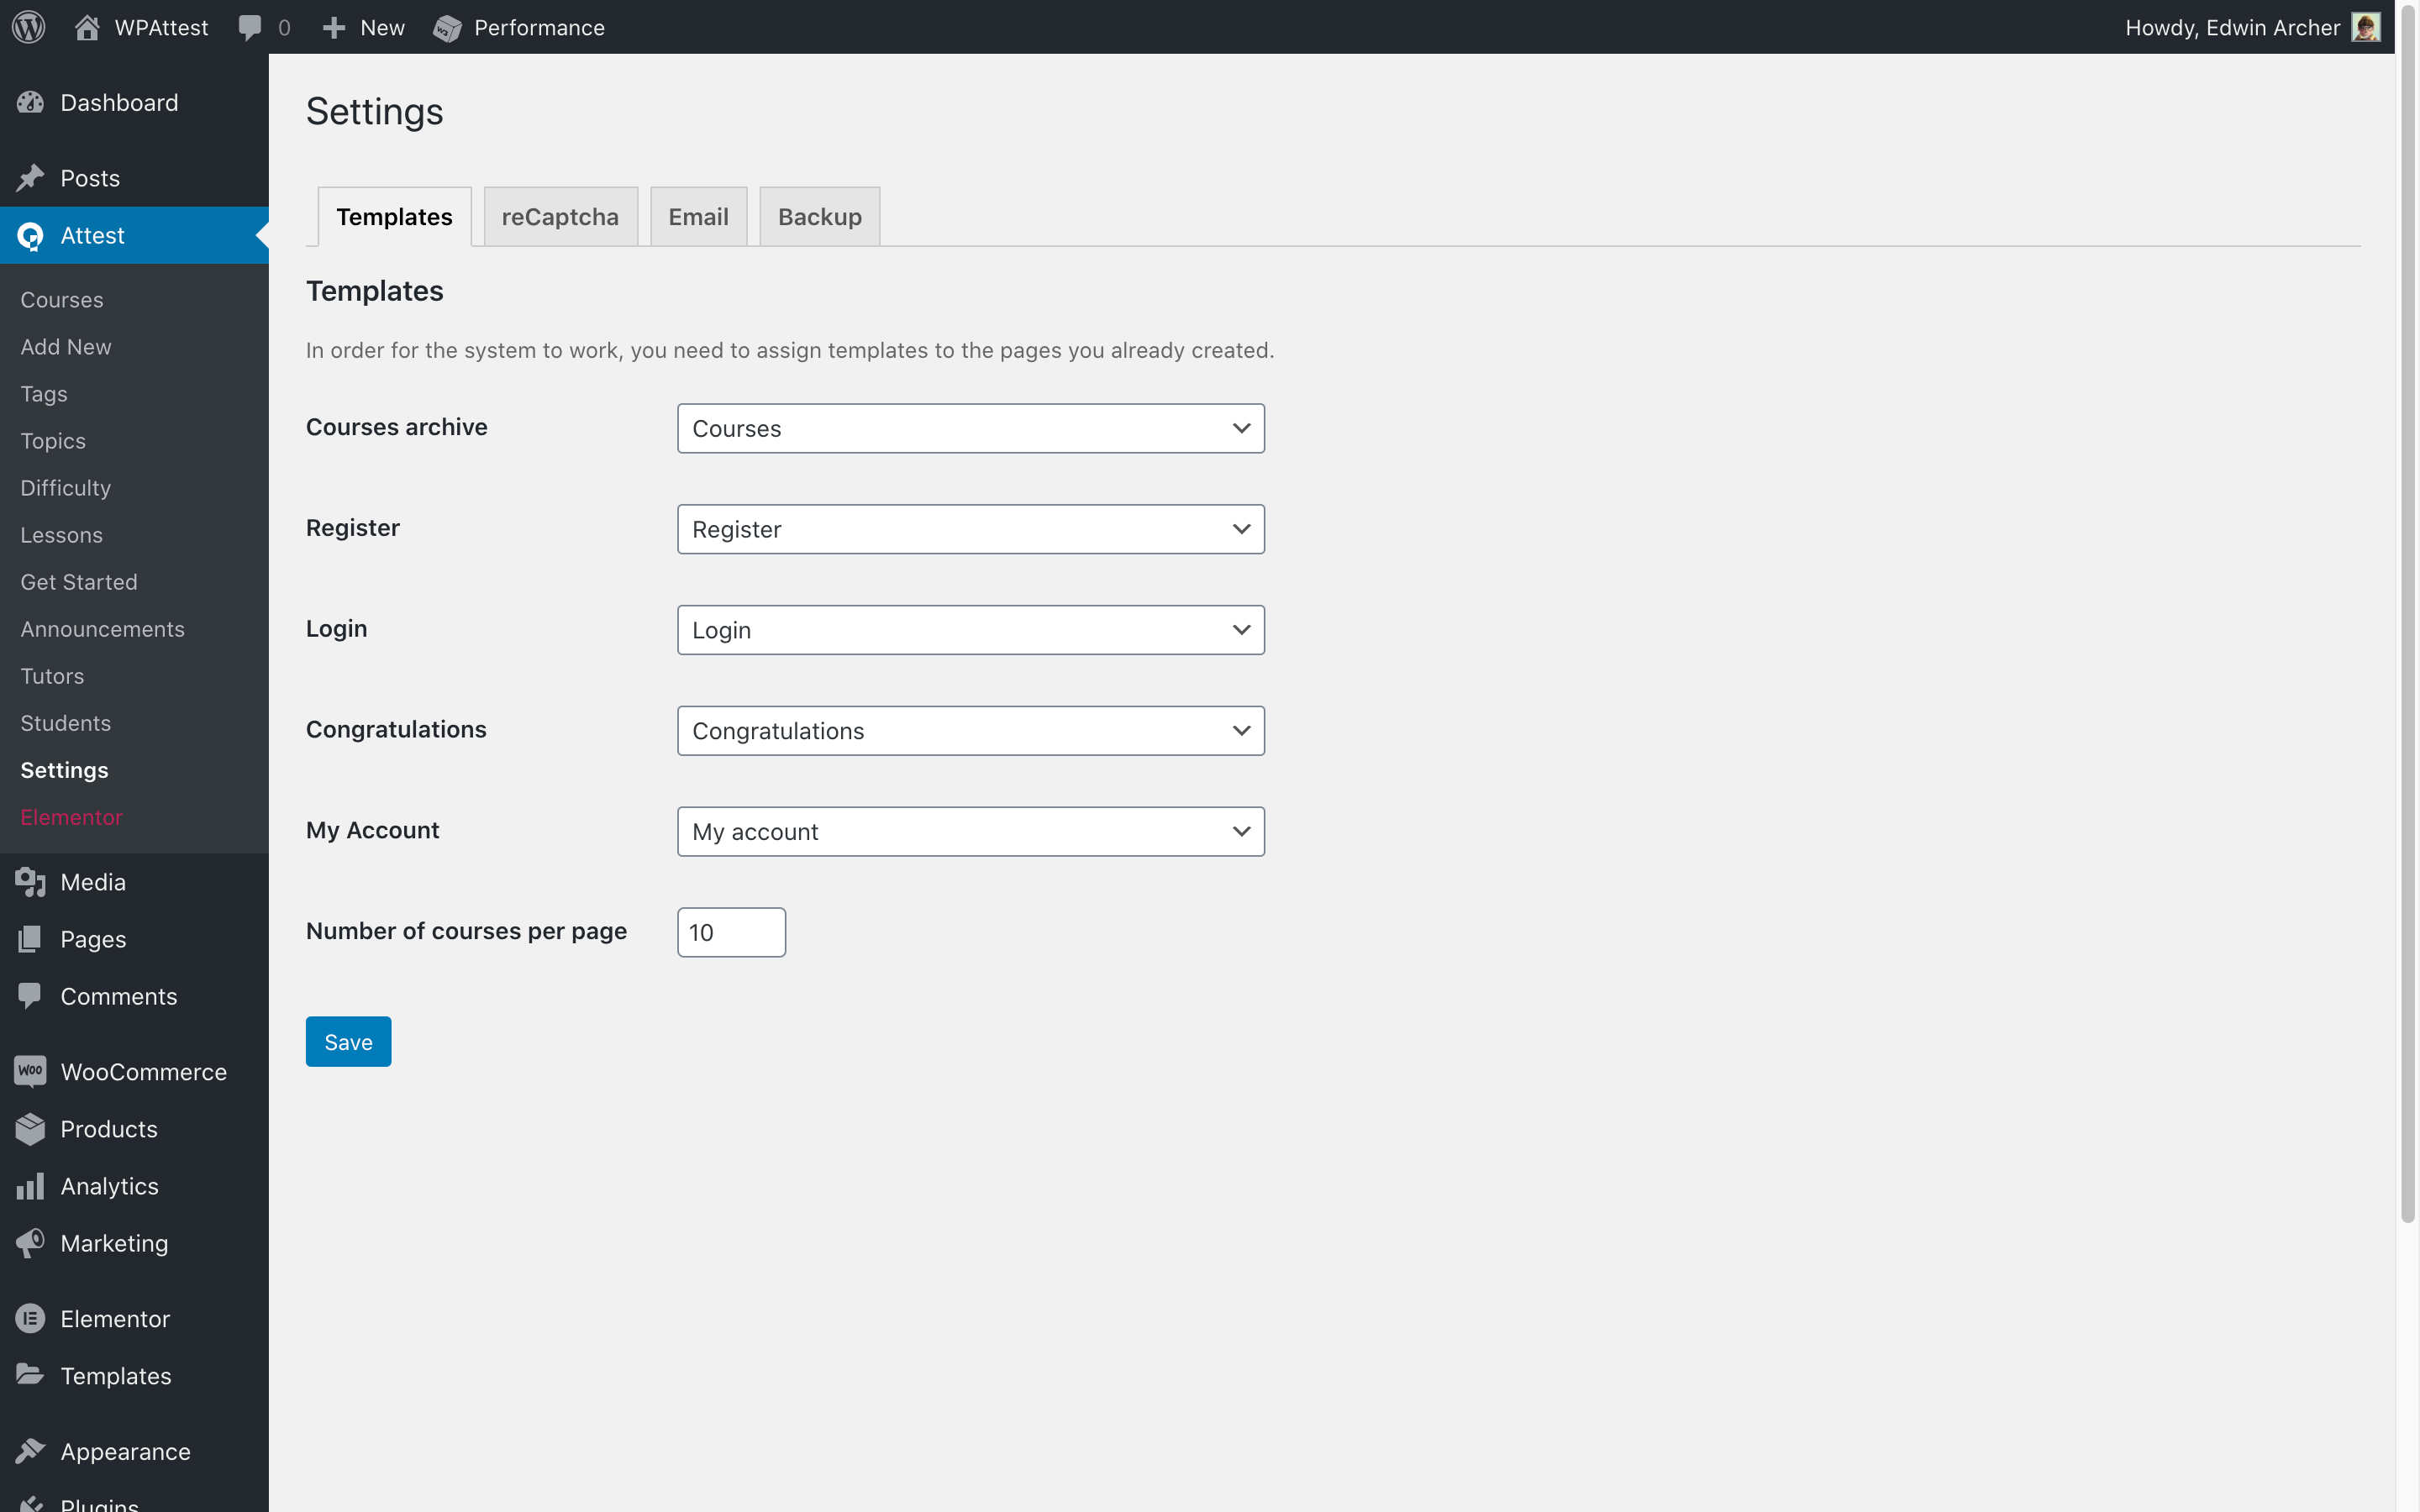 WPAttest 0 New Performance Howdy, Edwin Archer
Dashboard
Posts
Attest
Courses
Add New
Tags
Topics
Difficulty
Lessons
Get Started
Announcements
Tutors
Students
Settings
Elementor
Media
Pages
Comments
WooCommerce
Products
Analytics
Marketing
Elementor
Templates
Appearance
Plugins
Settings
Templates reCaptcha Email Backup
Templates
In order for the system to work, you need to assign templates to the pages you already created.
Courses archive Courses
Register Register
Login Login
Congratulations Congratulations
My Account My account
Number of courses per page 10
Save